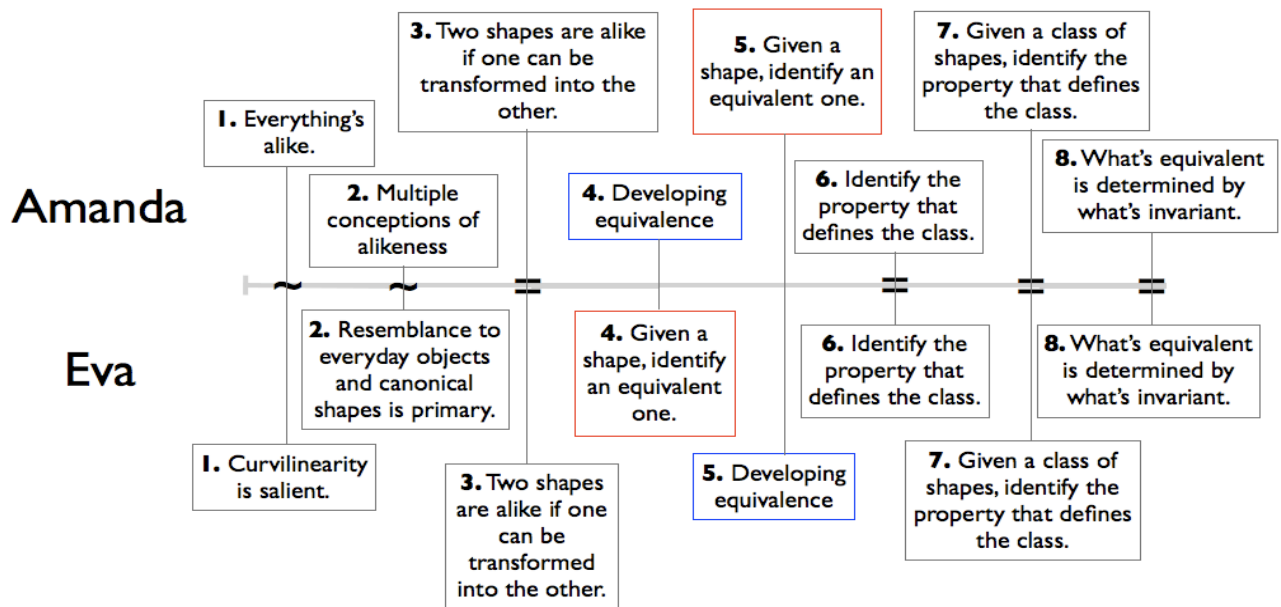 1. Everything's
alike.
2. Multiple
conceptions of
alikeness
3. Two shapes are alike
if one can be
transformed into the
other.
4. Developing
equivalence
5. Given a
shape, identify an
equivalent one.
6. Identify the
property that
defines the class.
7. Given a class of
shapes, identify the
property that defines
the class.
8. What's equivalent
is determined by
what's invariant.
Amanda
~
~
=
=
=
=
Eva
1. Curvilinearity
is salient.
2. Resemblance to
everyday objects
and canonical
shapes is primary.
3. Two shapes
are alike if one
can be
transformed
into the other.
4. Given a
shape, identify
an equivalent
one.
5. Developing
equivalence
6. Identify the
property that
defines the class.
7. Given a class of
shapes, identify the
property that defines
the class.
8. What's equivalent
is determined by
what's invariant.